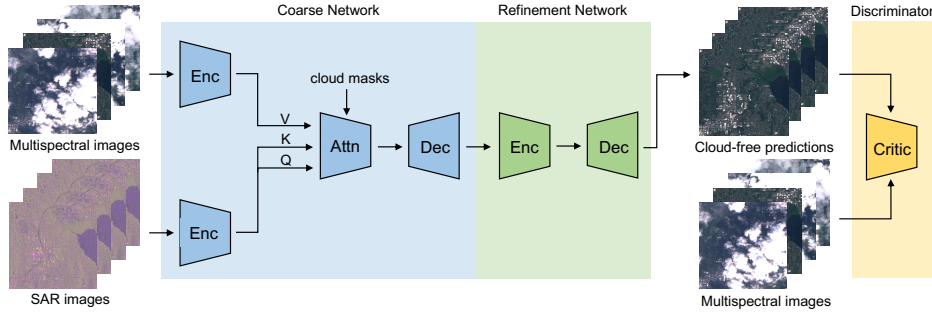 Coarse Network
Refinement Network
Discriminator
Enc
cloud masks
V
K
Q
Attn
Dec
Enc
Dec
Critic
Multispectral images
Cloud-free predictions
Enc
SAR images
Multispectral images